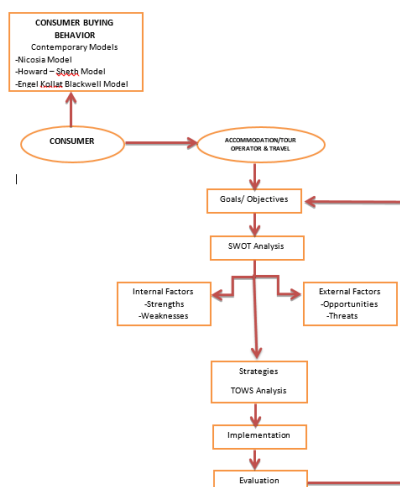 CONSUMER BUYING
BEHAVIOR
Contemporary Models
-Nicosia Model
-Howard – Sheth Model
-Engel Kollat Blackwell Model
CONSUMER
ACCOMMODATION/TOUR
OPERATOR & TRAVEL
Goals/ Objectives
SWOT Analysis
Internal Factors
-Strengths
-Weaknesses
External Factors
-Opportunities
-Threats
Strategies
TOWS Analysis
Implementation
Evaluation